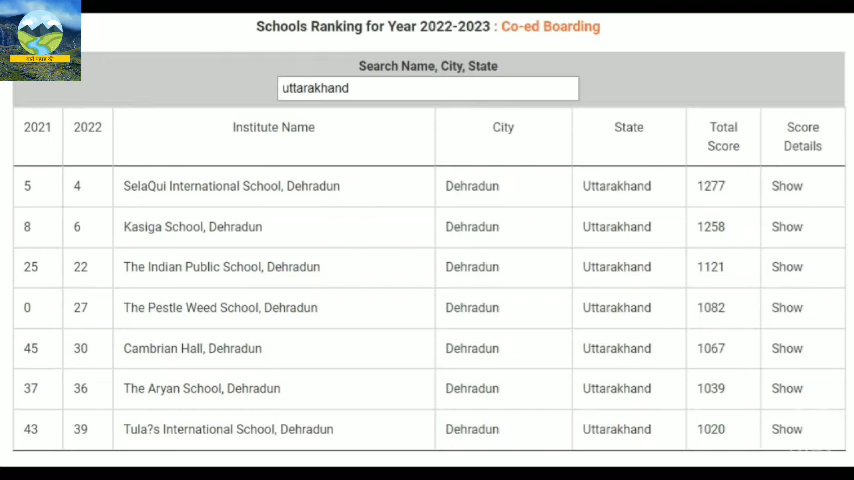 Schools Ranking for Year 2022-2023 : Co-ed Boarding
Search Name, City, State
uttarakhand
2021 2022 Institute Name City State Total Score Score Details
5 4 SelaQui International School, Dehradun Dehradun Uttarakhand 1277 Show
8 6 Kasiga School, Dehradun Dehradun Uttarakhand 1258 Show
25 22 The Indian Public School, Dehradun Dehradun Uttarakhand 1121 Show
0 27 The Pestle Weed School, Dehradun Dehradun Uttarakhand 1082 Show
45 30 Cambrian Hall, Dehradun Dehradun Uttarakhand 1067 Show
37 36 The Aryan School, Dehradun Dehradun Uttarakhand 1039 Show
43 39 Tula?s International School, Dehradun Dehradun Uttarakhand 1020 Show